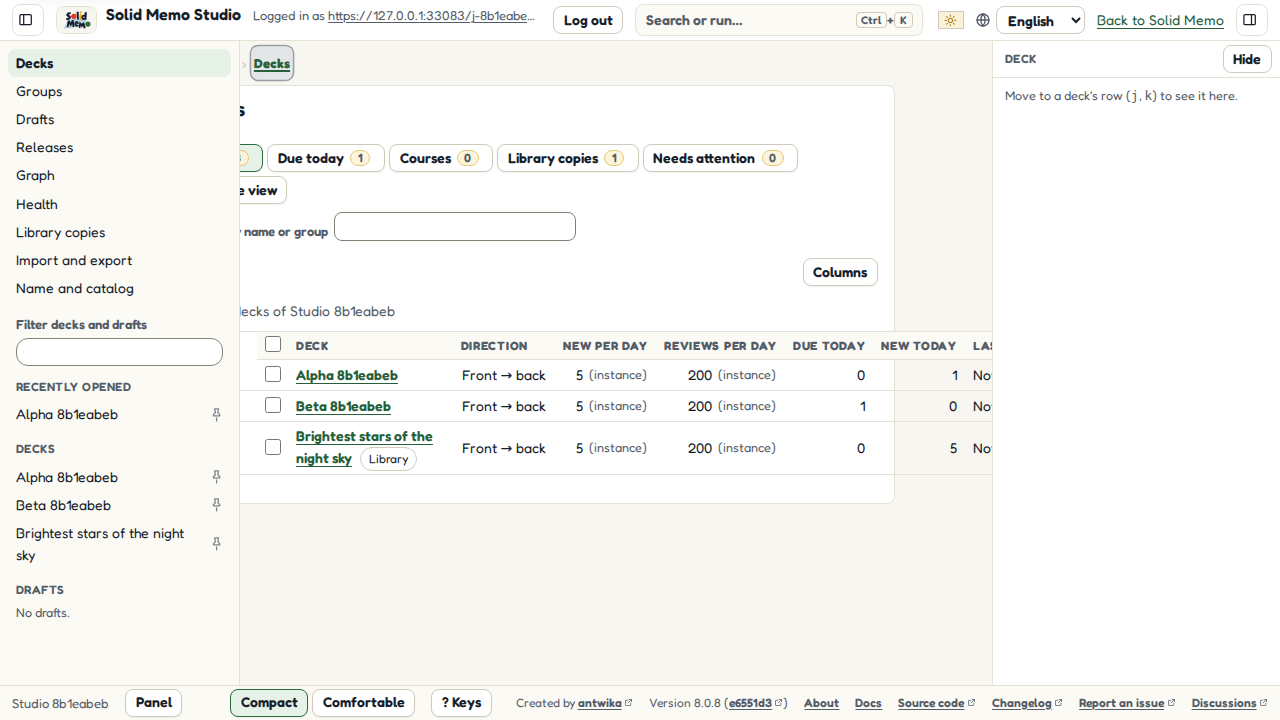 Solid Memo
Solid Memo Studio
Logged in as https://127.0.0.1:33083/j-8b1eabe...
Log out
Search or run...
Ctrl + K
English
Back to Solid Memo
Decks
Groups
Drafts
Releases
Graph
Health
Library copies
Import and export
Name and catalog
Filter decks and drafts
RECENTLY OPENED
Alpha 8b1eabeb
DECKS
Alpha 8b1eabeb
Beta 8b1eabeb
Brightest stars of the night
sky
DRAFTS
No drafts.
› Decks
s
Due today 1
Courses 0
Library copies 1
Needs attention 0
e view
name or group
Columns
decks of Studio 8b1eabeb
DECK DIRECTION NEW PER DAY REVIEWS PER DAY DUE TODAY NEW TODAY LAS
Alpha 8b1eabeb Front → back 5 (instance) 200 (instance) 0 1 No
Beta 8b1eabeb Front → back 5 (instance) 200 (instance) 1 0 No
Brightest stars of the
night sky Library Front → back 5 (instance) 200 (instance) 0 5 No
DECK
Hide
Move to a deck's row (j, k) to see it here.
Studio 8b1eabeb
Panel
Compact
Comfortable
? Keys
Created by antwika
Version 8.0.8 (e6551d3)
About
Docs
Source code
Changelog
Report an issue
Discussions